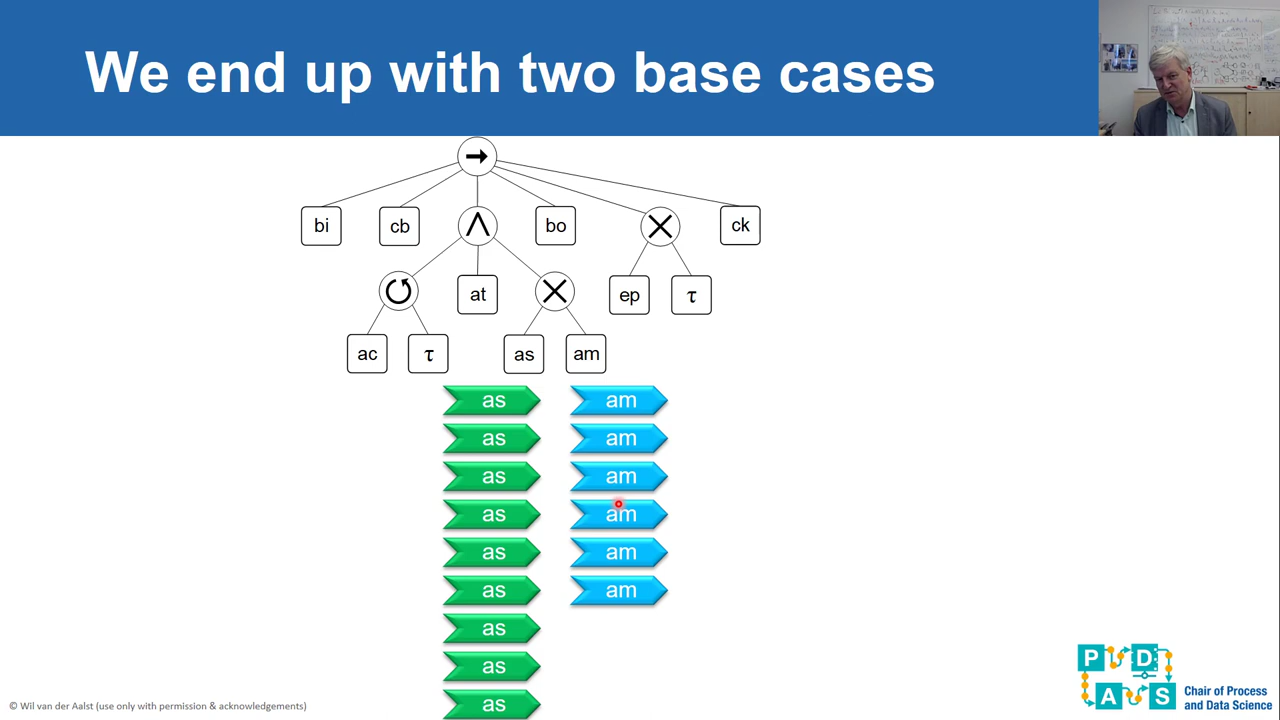 We end up with two base cases
→
bi cb ∧ bo × ck
↺ at × ep τ
ac τ as am
as am
as am
as am
as am
as am
as am
as
as
as
P D
A S
Chair of Process
and Data Science
© Wil van der Aalst (use only with permission & acknowledgements)